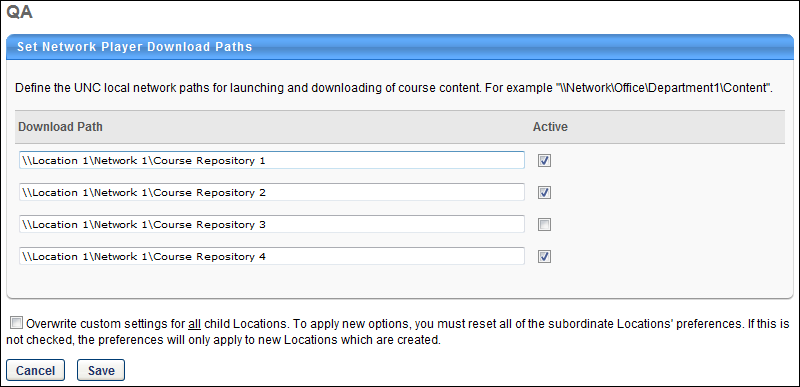 QA
Set Network Player Download Paths
Define the UNC local network paths for launching and downloading of course content. For example "\\Network\Office\Department1\Content".
Download Path Active
\\Location 1\Network 1\Course Repository 1
\\Location 1\Network 1\Course Repository 2
\\Location 1\Network 1\Course Repository 3
\\Location 1\Network 1\Course Repository 4
Overwrite custom settings for all child Locations. To apply new options, you must reset all of the subordinate Locations' preferences. If this
is not checked, the preferences will only apply to new Locations which are created.
Cancel Save